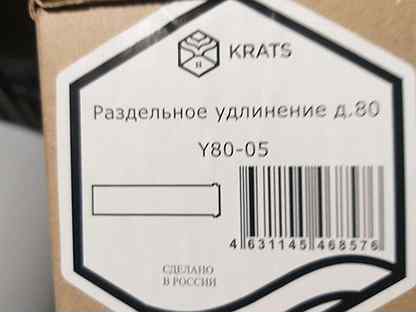 KRATS
Я
Раздельное удлинение д.80
Y80-05
4 631145 468576
СДЕЛАНО
В РОССИИ